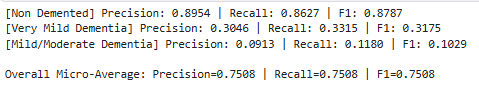 [Non Demented] Precision: 0.8954 | Recall: 0.8627 | F1: 0.8787
[Very Mild Dementia] Precision: 0.3046 | Recall: 0.3315 | F1: 0.3175
[Mild/Moderate Dementia] Precision: 0.0913 | Recall: 0.1180 | F1: 0.1029
Overall Micro-Average: Precision=0.7508 | Recall=0.7508 | F1=0.7508